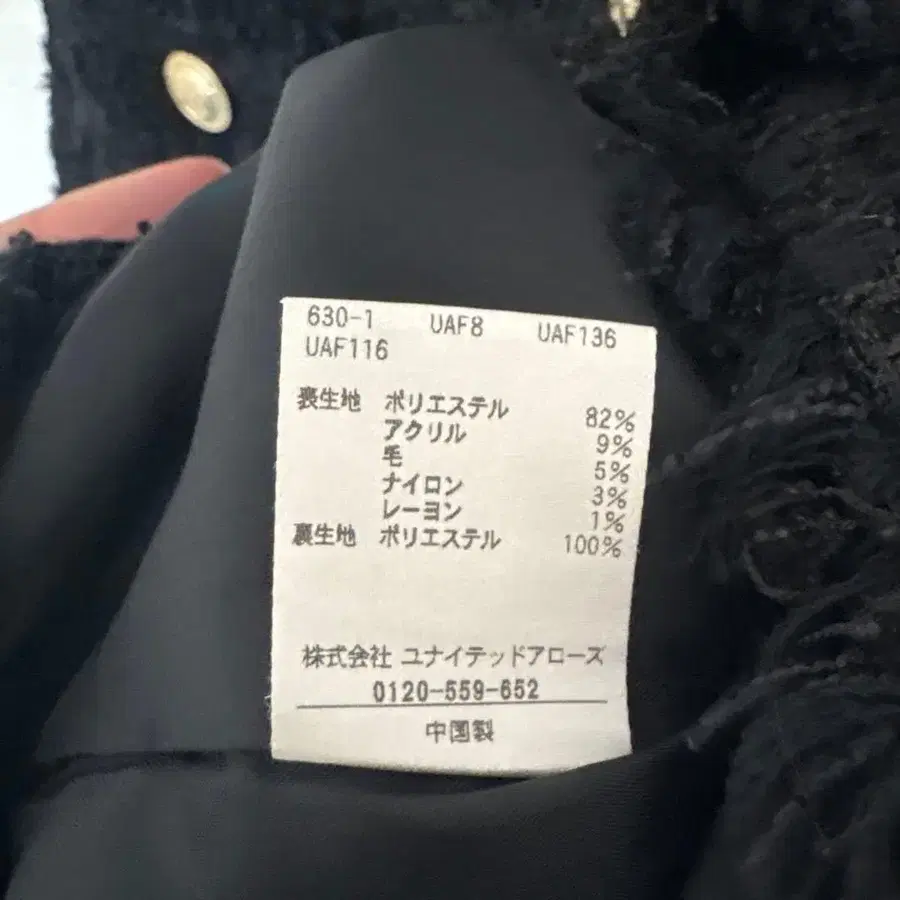 630-1 UAF8 UAF136
UAF116
表生地 ポリエステル 82%
アクリル 9%
毛 5%
ナイロン 3%
レーヨン 1%
裏生地 ポリエステル 100%
株式会社 ユナイテッドアローズ
0120-559-652
中国製